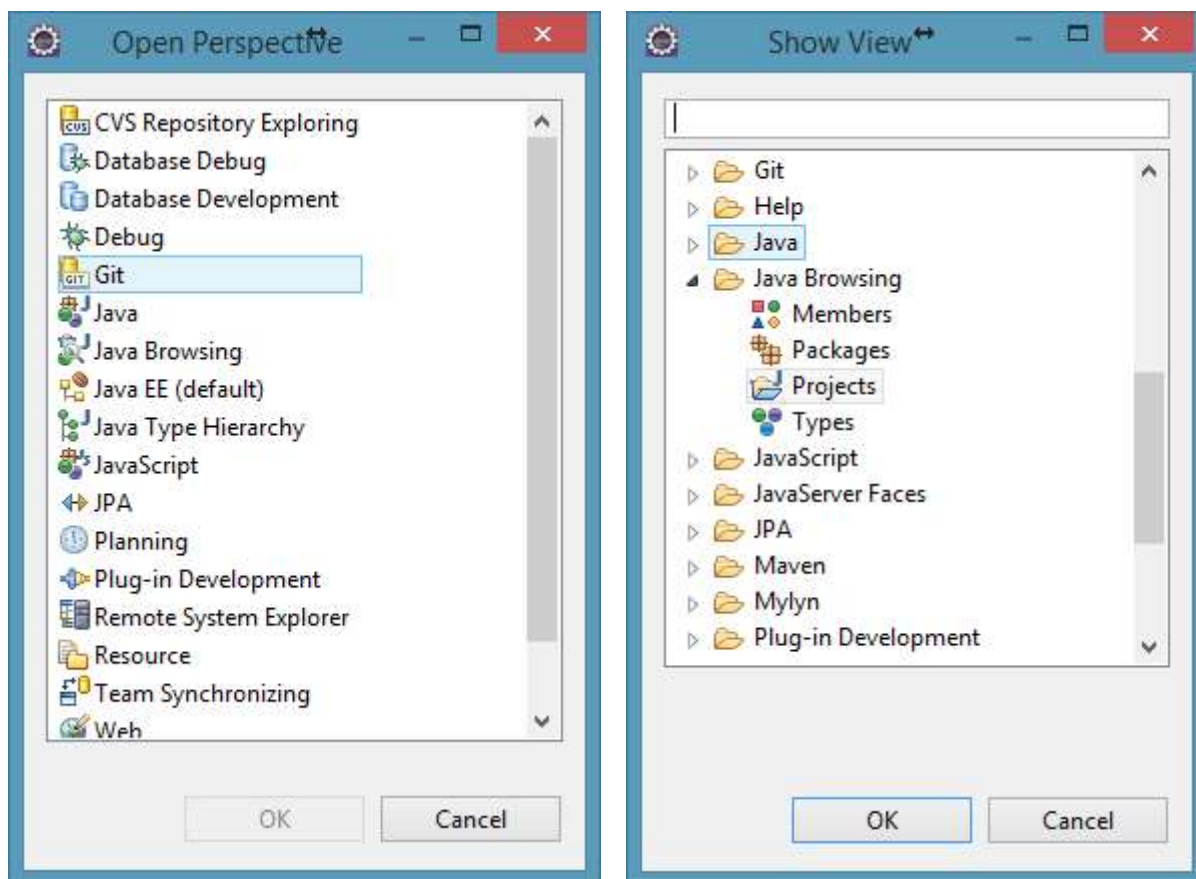 Open Perspective
CVS Repository Exploring
Database Debug
Database Development
Debug
Git
Java
Java Browsing
Java EE (default)
Java Type Hierarchy
JavaScript
JPA
Planning
Plug-in Development
Remote System Explorer
Resource
Team Synchronizing
Web
OK
Cancel
Show View
Git
Help
Java
Java Browsing
Members
Packages
Projects
Types
JavaScript
JavaServer Faces
JPA
Maven
Mylyn
Plug-in Development
OK
Cancel